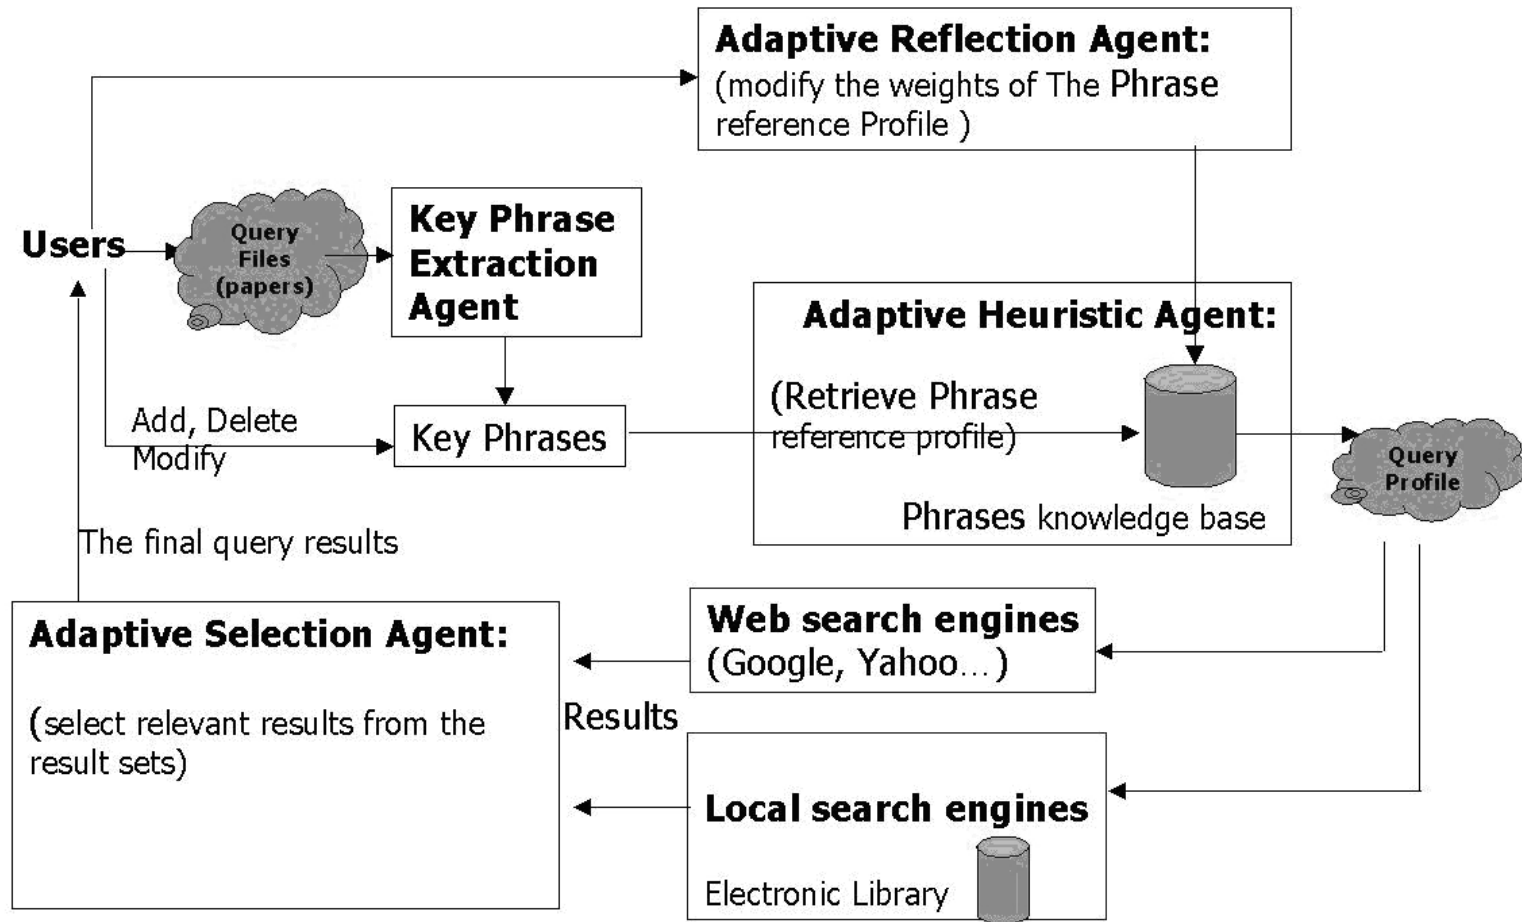 Adaptive Reflection Agent:
(modify the weights of The Phrase
reference Profile )
Users
Query
Files
(papers)
Key Phrase
Extraction
Agent
Adaptive Heuristic Agent:
(Retrieve Phrase
reference profile)
Phrases knowledge base
Add, Delete
Modify
Key Phrases
Query
Profile
The final query results
Adaptive Selection Agent:
(select relevant results from the
result sets)
Web search engines
(Google, Yahoo...)
Results
Local search engines
Electronic Library